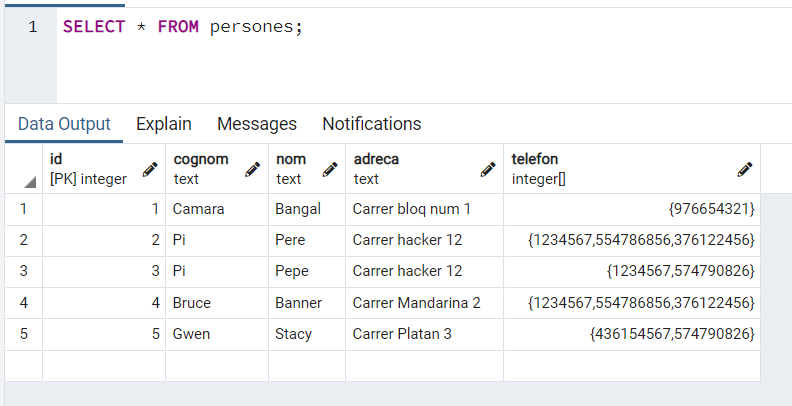 1 SELECT * FROM persones;
Data Output Explain Messages Notifications
id cognom nom adreca telefon
[PK] integer text text text integer[]
1 1 Camara Bangal Carrer bloq num 1 {976654321}
2 2 Pi Pere Carrer hacker 12 {1234567,554786856,376122456}
3 3 Pi Pepe Carrer hacker 12 {1234567,574790826}
4 4 Bruce Banner Carrer Mandarina 2 {1234567,554786856,376122456}
5 5 Gwen Stacy Carrer Platan 3 {436154567,574790826}